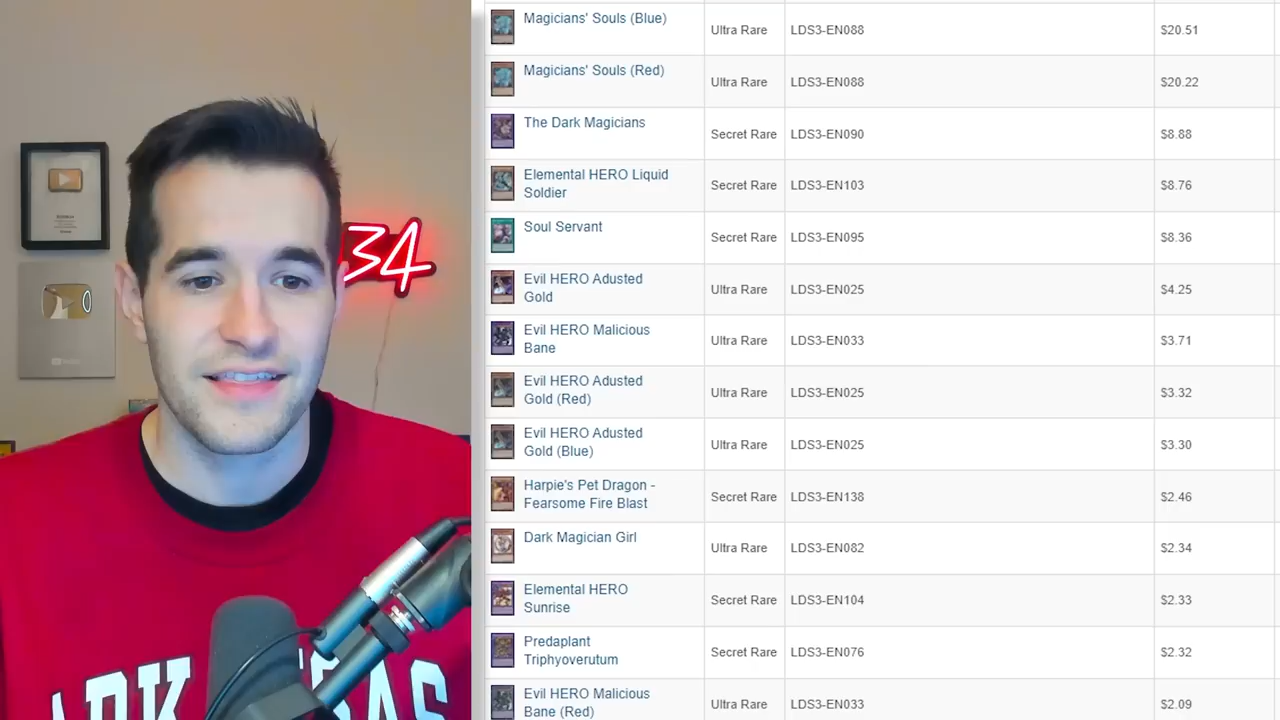 34
ARK
SAS
Magicians' Souls (Blue)
Ultra Rare
LDS3-EN088
$20.51
Magicians' Souls (Red)
Ultra Rare
LDS3-EN088
$20.22
The Dark Magicians
Secret Rare
LDS3-EN090
$8.88
Elemental HERO Liquid
Soldier
Secret Rare
LDS3-EN103
$8.76
Soul Servant
Secret Rare
LDS3-EN095
$8.36
Evil HERO Adusted
Gold
Ultra Rare
LDS3-EN025
$4.25
Evil HERO Malicious
Bane
Ultra Rare
LDS3-EN033
$3.71
Evil HERO Adusted
Gold (Red)
Ultra Rare
LDS3-EN025
$3.32
Evil HERO Adusted
Gold (Blue)
Ultra Rare
LDS3-EN025
$3.30
Harpie's Pet Dragon -
Fearsome Fire Blast
Secret Rare
LDS3-EN138
$2.46
Dark Magician Girl
Ultra Rare
LDS3-EN082
$2.34
Elemental HERO
Sunrise
Secret Rare
LDS3-EN104
$2.33
Predaplant
Triphyoverutum
Secret Rare
LDS3-EN076
$2.32
Evil HERO Malicious
Bane (Red)
Ultra Rare
LDS3-EN033
$2.09